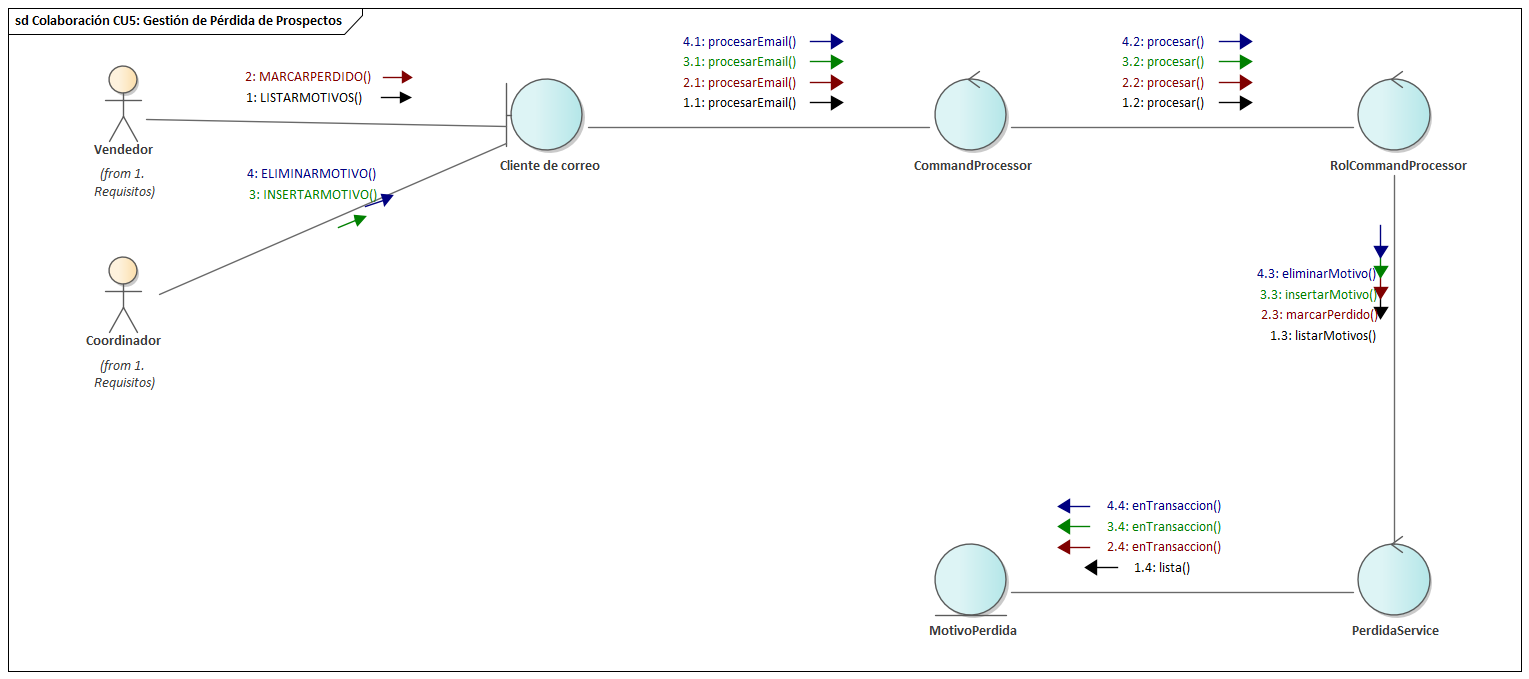 sd Colaboración CU5: Gestión de Pérdida de Prospectos
2: MARCARPERDIDO()
1: LISTARMOTIVOS()
Vendedor
(from 1.
Requisitos)
4: ELIMINARMOTIVO()
3: INSERTARMOTIVO()
Coordinador
(from 1.
Requisitos)
Cliente de correo
4.1: procesarEmail()
3.1: procesarEmail()
2.1: procesarEmail()
1.1: procesarEmail()
CommandProcessor
4.2: procesar()
3.2: procesar()
2.2: procesar()
1.2: procesar()
RolCommandProcessor
4.3: eliminarMotivo()
3.3: insertarMotivo()
2.3: marcarPerdido()
1.3: listarMotivos()
4.4: enTransaccion()
3.4: enTransaccion()
2.4: enTransaccion()
1.4: lista()
MotivoPerdida
PerdidaService